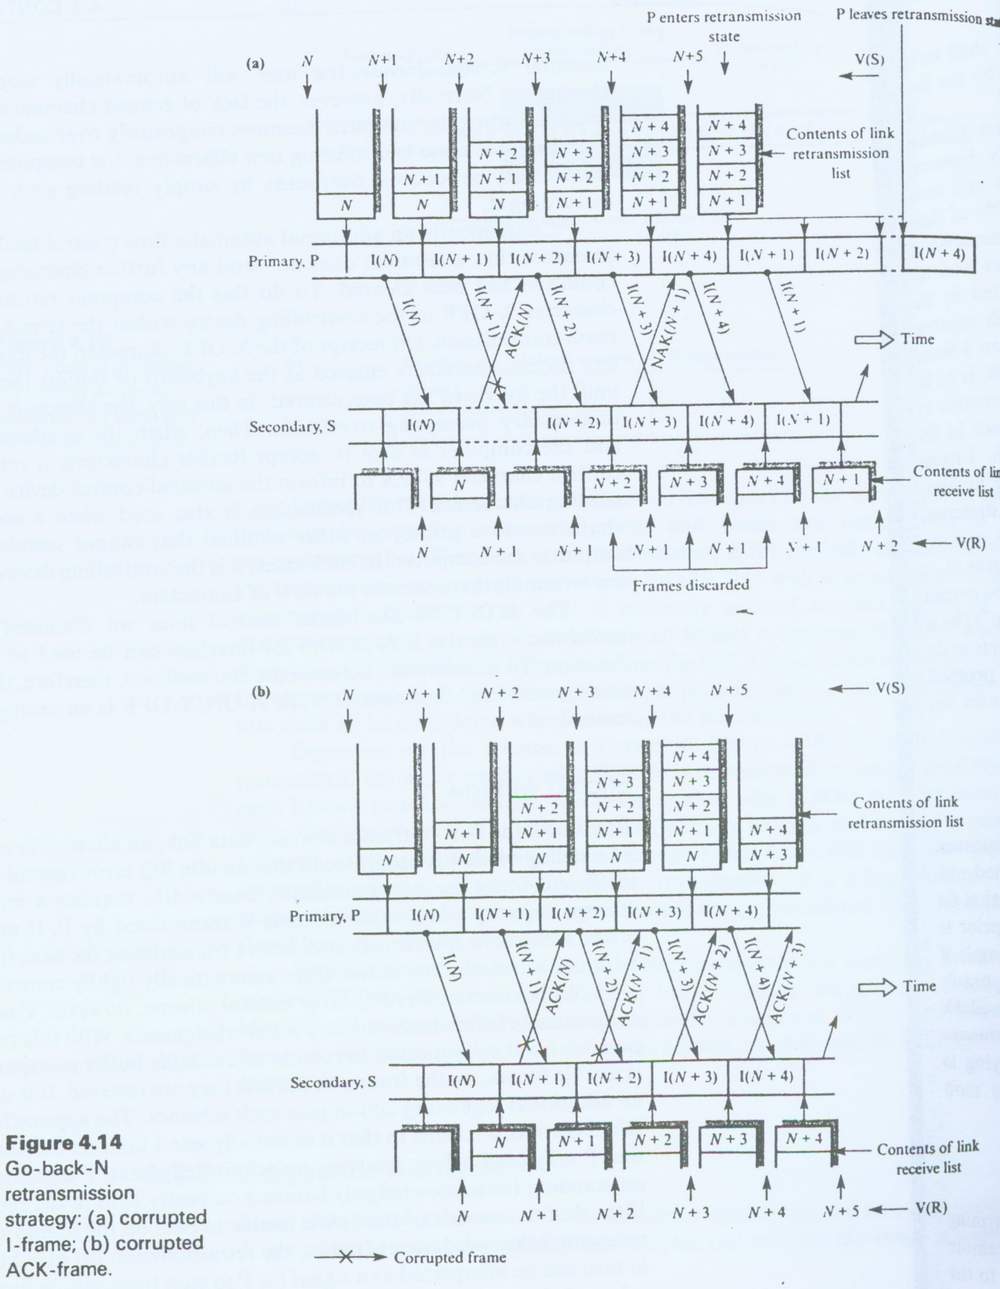 P enters retransmission state
P leaves retransmission
(a)
N
N+1
N+2
N+3
N+4
N+5
V(S)
N + 4
N + 4
N + 2
N + 3
N + 3
N + 3
N + 1
N + 1
N + 2
N + 2
N + 2
N
N
N + 1
N + 1
N + 1
Contents of link retransmission list
Primary, P
I(N)
I(N + 1)
I(N + 2)
I(N + 3)
I(N + 4)
I(N + 1)
I(N + 2)
I(N + 4)
I(N)
I(N + 1)
ACK(N)
I(N + 2)
I(N + 3)
NAK(N + 1)
I(N + 4)
I(N + 1)
Time
Secondary, S
I(N)
I(N + 2)
I(N + 3)
I(N + 4)
I(N + 1)
N
N + 2
N + 3
N + 4
N + 1
Contents of
receive list
N
N + 1
N + 1
N + 1
N + 1
N + 1
N + 2
V(R)
Frames discarded
(b)
N
N + 1
N + 2
N + 3
N + 4
N + 5
V(S)
N + 4
N + 3
N + 3
N + 2
N + 2
N + 2
N + 1
N + 1
N + 1
N + 1
N + 4
N
N
N
N
N
N + 3
Contents of link
retransmission list
Primary, P
I(N)
I(N + 1)
I(N + 2)
I(N + 3)
I(N + 4)
I(N)
I(N + 1)
ACK(N)
I(N + 2)
ACK(N + 1)
I(N + 3)
ACK(N + 2)
I(N + 4)
ACK(N + 3)
Time
Secondary, S
I(N)
I(N + 1)
I(N + 2)
I(N + 3)
I(N + 4)
N
N + 1
N + 2
N + 3
N + 4
Contents of link
receive list
N
N + 1
N + 2
N + 3
N + 4
N + 5
V(R)
Corrupted frame
Figure 4.14
Go-back-N
retransmission
strategy: (a) corrupted
I-frame; (b) corrupted
ACK-frame.